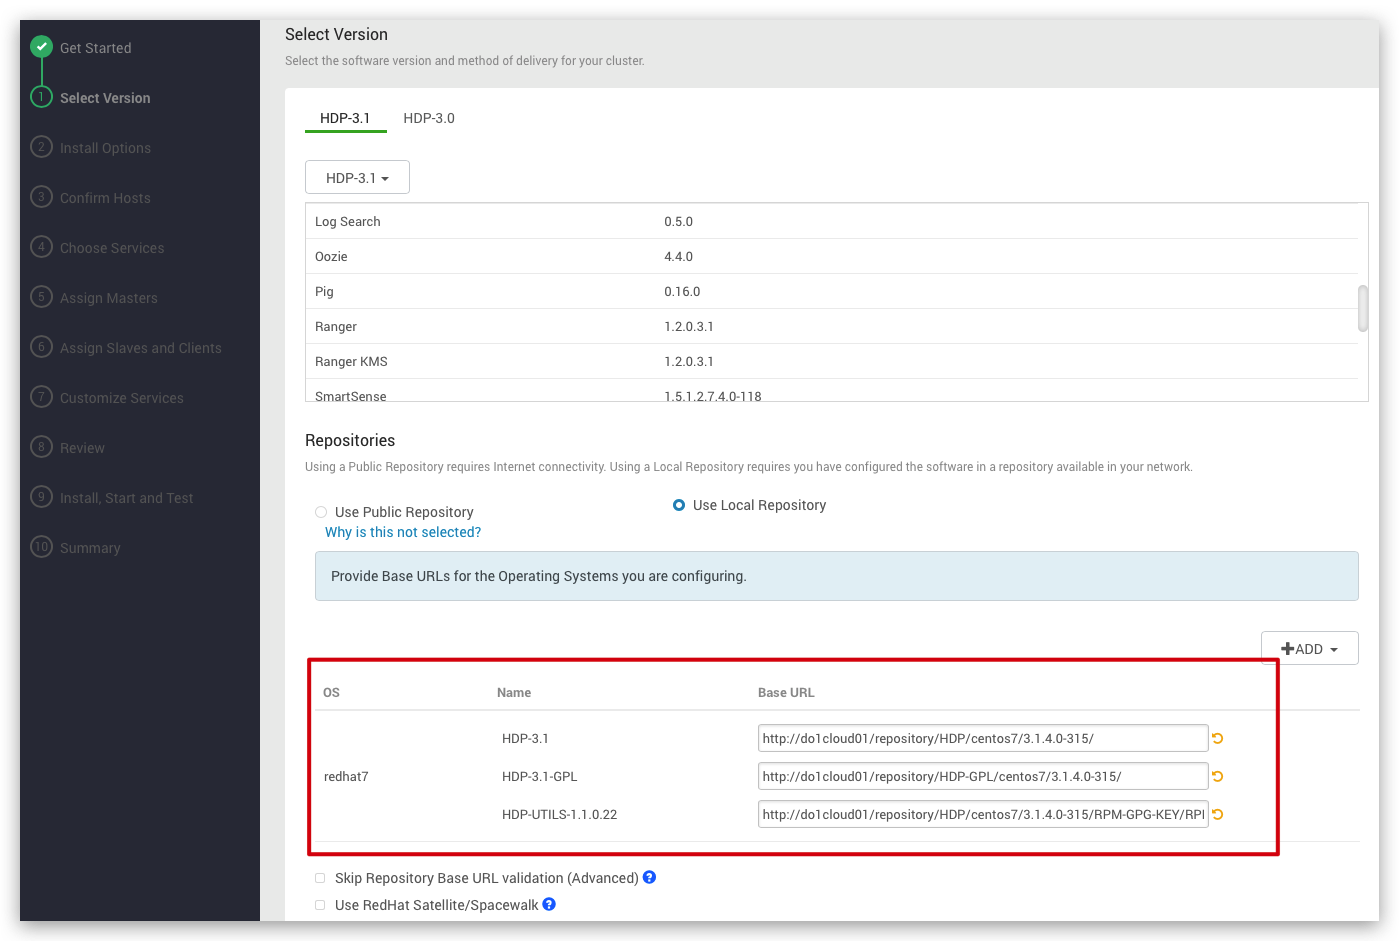 Get Started
1 Select Version
2 Install Options
3 Confirm Hosts
4 Choose Services
5 Assign Masters
6 Assign Slaves and Clients
7 Customize Services
8 Review
9 Install, Start and Test
10 Summary
Select Version
Select the software version and method of delivery for your cluster.
HDP-3.1 HDP-3.0
HDP-3.1
Log Search 0.5.0
Oozie 4.4.0
Pig 0.16.0
Ranger 1.2.0.3.1
Ranger KMS 1.2.0.3.1
SmartSense 1.5.1.2.7.4.0-118
Repositories
Using a Public Repository requires Internet connectivity. Using a Local Repository requires you have configured the software in a repository available in your network.
Use Public Repository Use Local Repository
Why is this not selected?
Provide Base URLs for the Operating Systems you are configuring.
ADD
OS Name Base URL
HDP-3.1 http://do1cloud01/repository/HDP/centos7/3.1.4.0-315/
redhat7 HDP-3.1-GPL http://do1cloud01/repository/HDP-GPL/centos7/3.1.4.0-315/
HDP-UTILS-1.1.0.22 http://do1cloud01/repository/HDP/centos7/3.1.4.0-315/RPM-GPG-KEY/RPI
Skip Repository Base URL validation (Advanced) ?
Use RedHat Satellite/Spacewalk ?